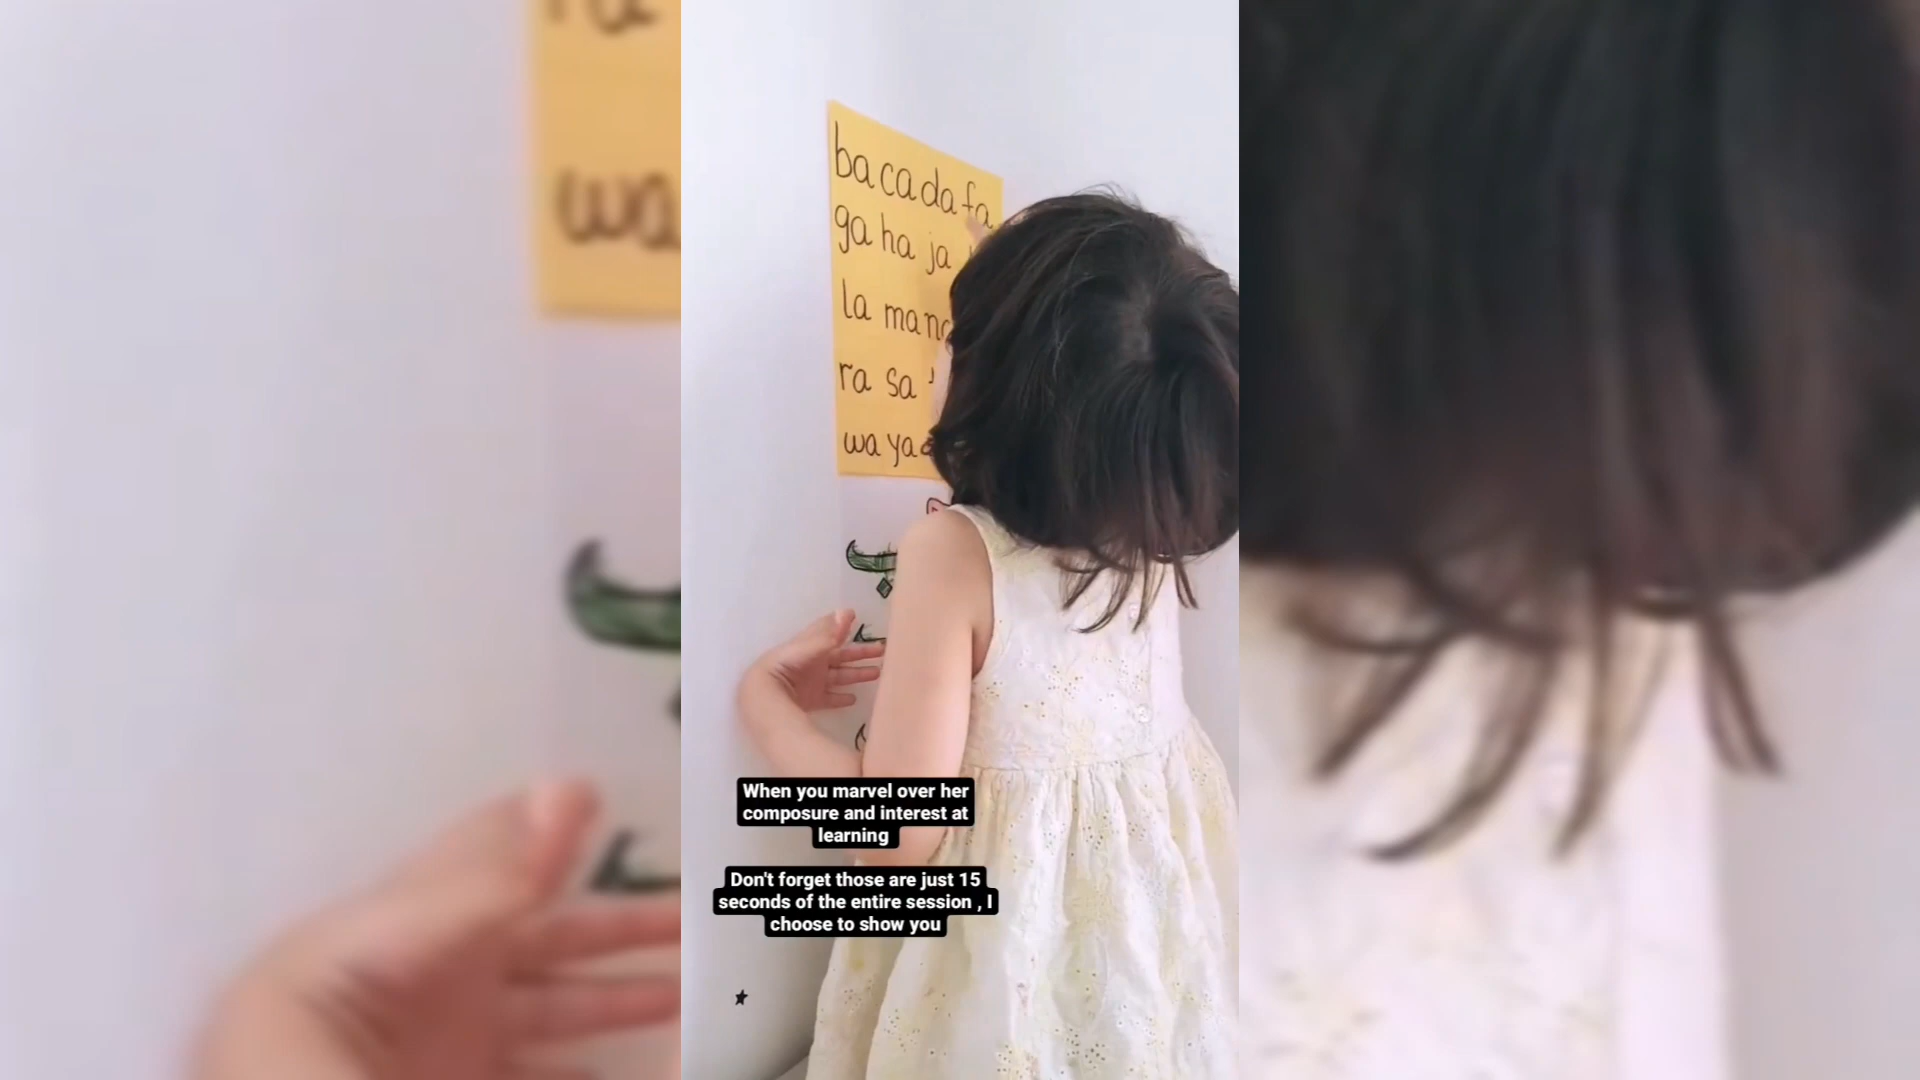 ba ca da fa
ga ha ja
la ma na
ra sa
wa ya
When you marvel over her
composure and interest at
learning
Don't forget those are just 15
seconds of the entire session , I
choose to show you